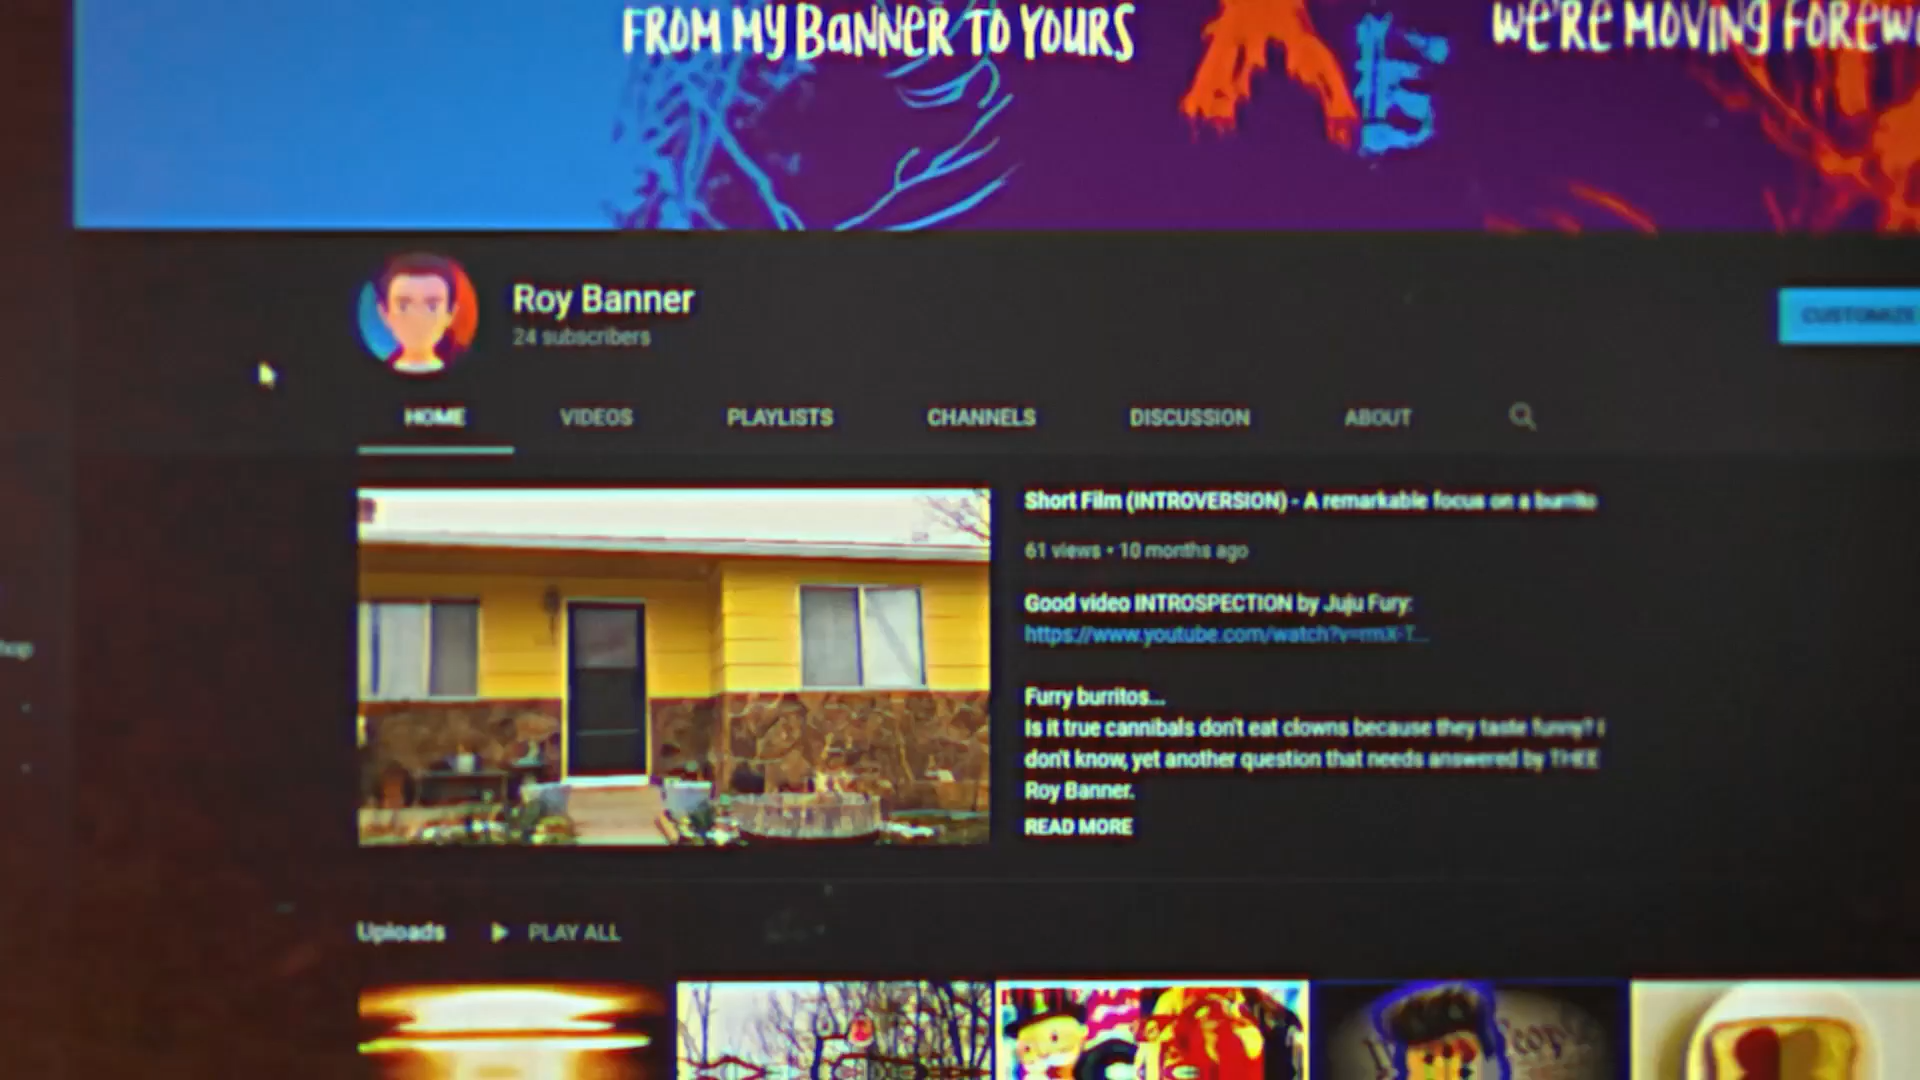 FROM MY BANNER TO YOURS
WE'RE MOVING FOREW
Roy Banner
24 subscribers
CUSTOMIZE
HOME VIDEOS PLAYLISTS CHANNELS DISCUSSION ABOUT
Short Film (INTROVERSION) - A remarkable focus on a burrito
61 views • 10 months ago
Good video INTROSPECTION by Juju Fury:
https://www.youtube.com/watch?v=rmX-T...
Furry burritos...
Is it true cannibals don't eat clowns because they taste funny? I
don't know, yet another question that needs answered by THEE
Roy Banner.
READ MORE
Uploads PLAY ALL